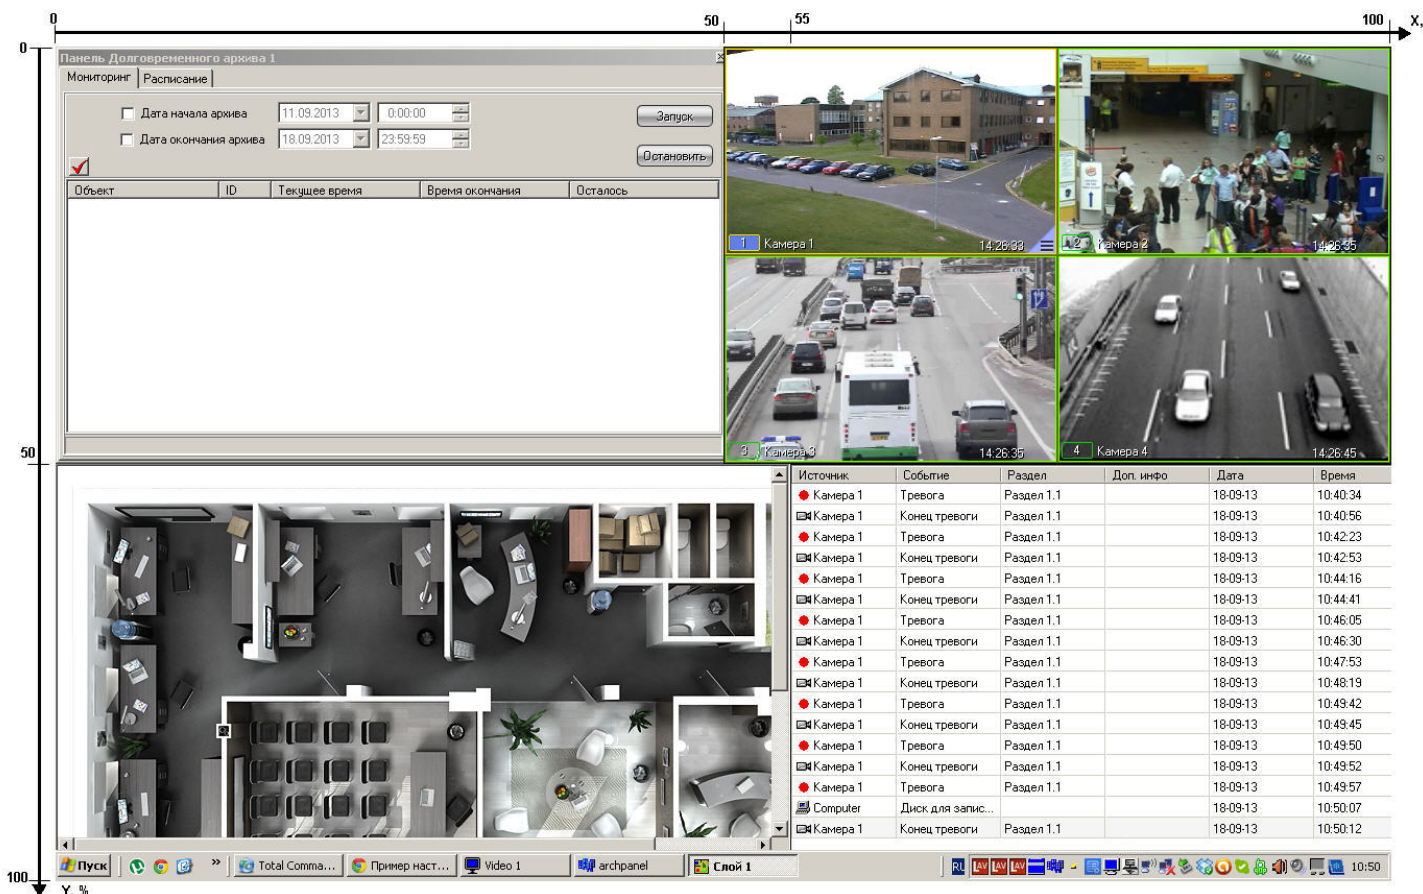 0 50 55 100 X,
0
Панель Долговременного архива 1
Мониторинг Расписание
Дата начала архива 11.09.2013 0:00:00 Запуск
Дата окончания архива 18.09.2013 23:59:59
Остановить
Объект ID Текущее время Время окончания Осталось
1 Камера 1 14:26:33
2 Камера 2 14:26:35
3 Камера 3 14:26:35
4 Камера 4 14:26:45
50
Источник Событие Раздел Доп. инфо Дата Время
Камера 1 Тревога Раздел 1.1 18-09-13 10:40:34
Камера 1 Конец тревоги Раздел 1.1 18-09-13 10:40:56
Камера 1 Тревога Раздел 1.1 18-09-13 10:42:23
Камера 1 Конец тревоги Раздел 1.1 18-09-13 10:42:53
Камера 1 Тревога Раздел 1.1 18-09-13 10:44:16
Камера 1 Конец тревоги Раздел 1.1 18-09-13 10:44:41
Камера 1 Тревога Раздел 1.1 18-09-13 10:46:05
Камера 1 Конец тревоги Раздел 1.1 18-09-13 10:46:30
Камера 1 Тревога Раздел 1.1 18-09-13 10:47:53
Камера 1 Конец тревоги Раздел 1.1 18-09-13 10:48:19
Камера 1 Тревога Раздел 1.1 18-09-13 10:49:42
Камера 1 Конец тревоги Раздел 1.1 18-09-13 10:49:45
Камера 1 Тревога Раздел 1.1 18-09-13 10:49:50
Камера 1 Конец тревоги Раздел 1.1 18-09-13 10:49:52
Камера 1 Тревога Раздел 1.1 18-09-13 10:49:57
Computer Диск для запис... 18-09-13 10:50:07
Камера 1 Конец тревоги Раздел 1.1 18-09-13 10:50:12
Пуск » Total Comma... Пример наст... Video 1 archpanel Слой 1 RL LAV LAV LAV 10:50
100
Y, %